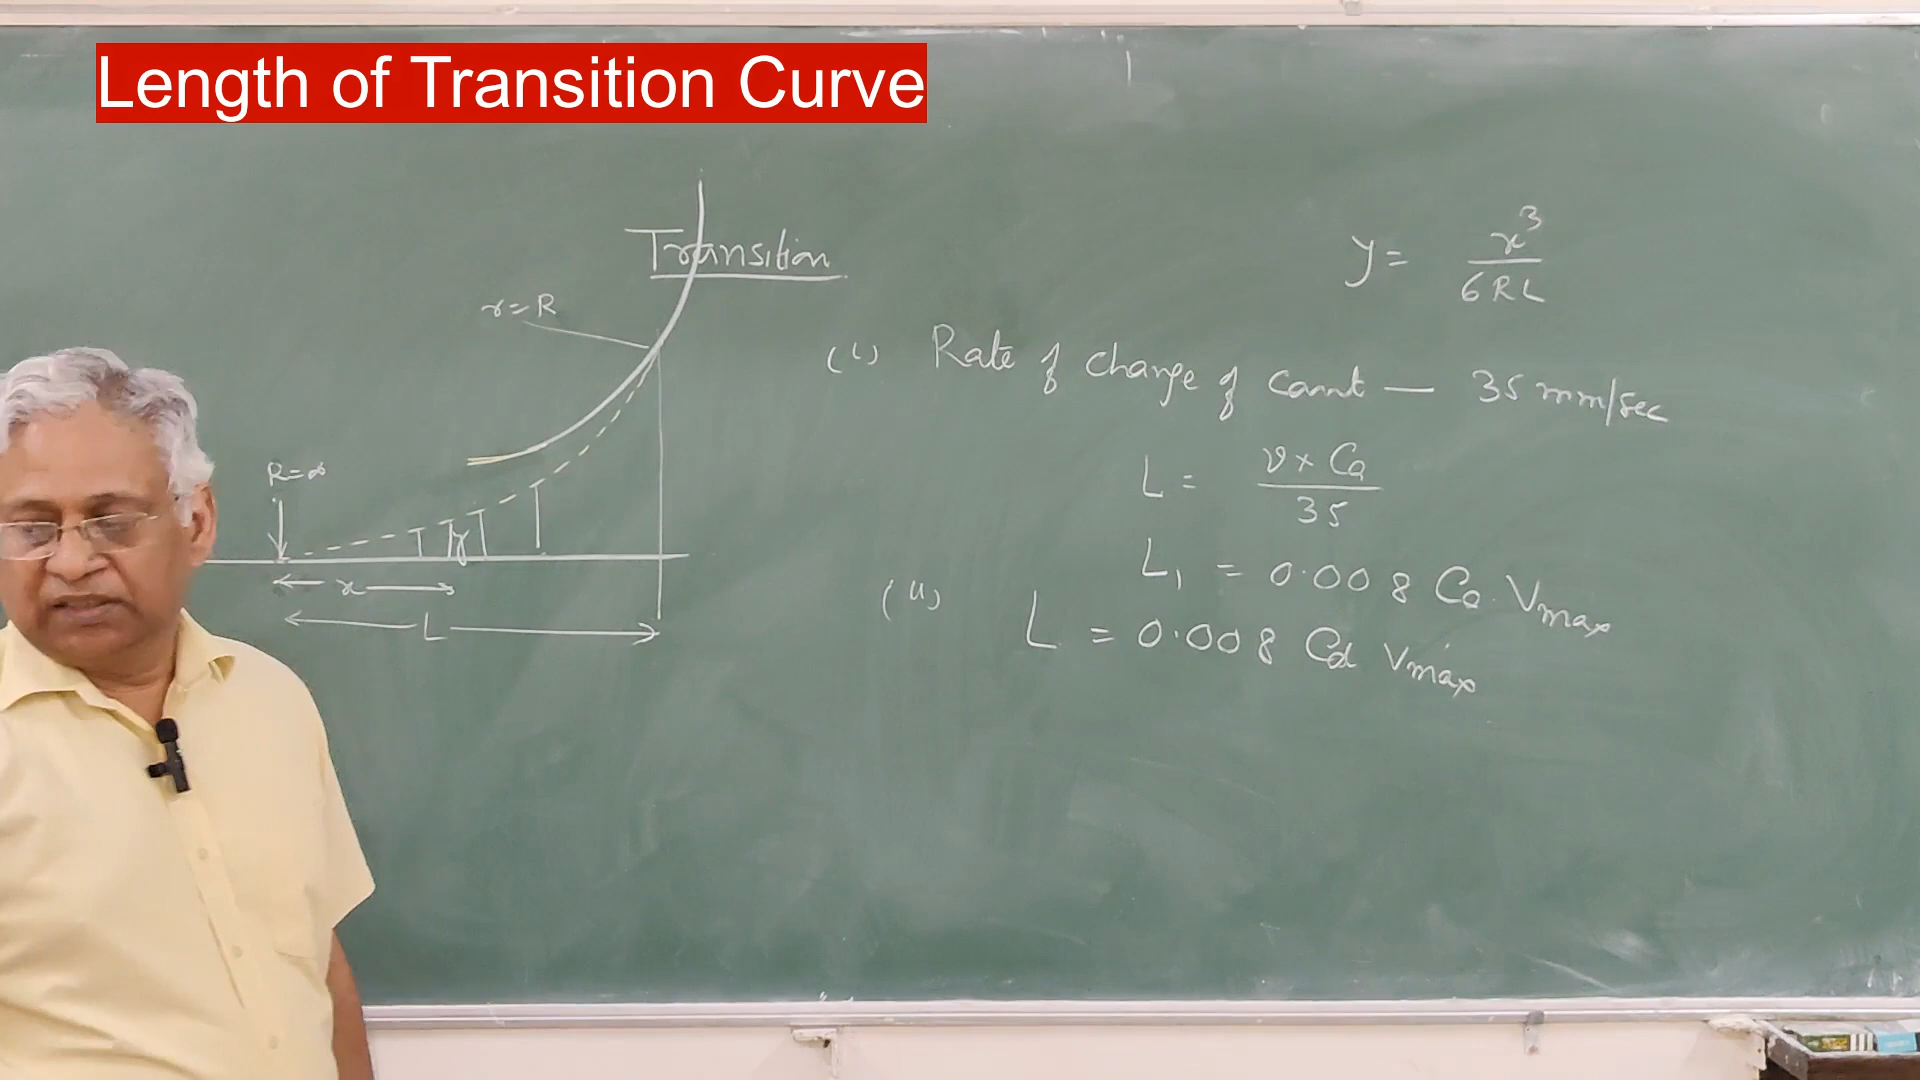 Length of Transition Curve
Transition
r = R
R = ∞
y
x
L
y = x³ / 6RL
(i) Rate of change of cant — 35 mm/sec
L = v × Ca / 35
L₁ = 0.008 Ca. Vmax
(ii) L = 0.008 Cd Vmax